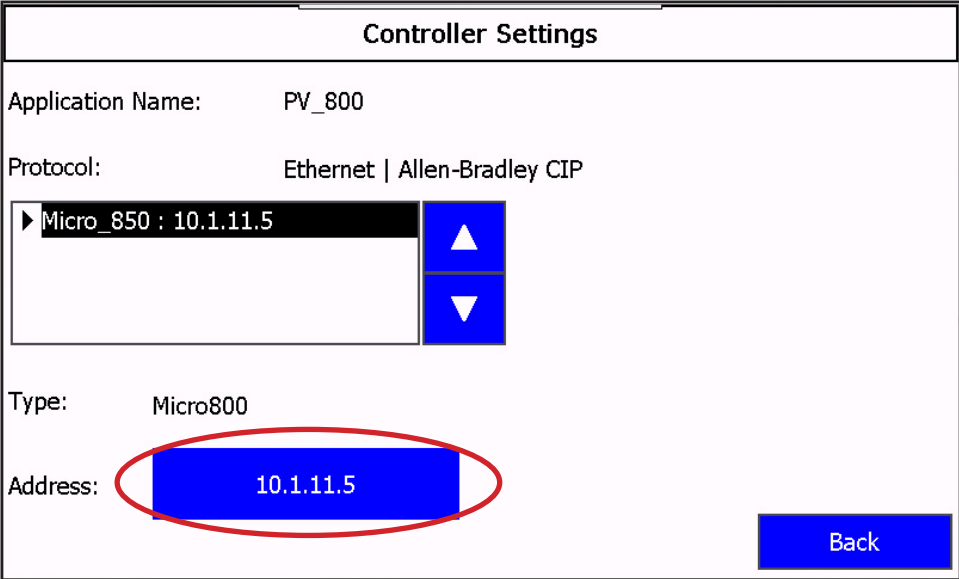 Controller Settings
Application Name: PV_800
Protocol: Ethernet | Allen-Bradley CIP
Micro_850 : 10.1.11.5
Type: Micro800
Address: 10.1.11.5
Back